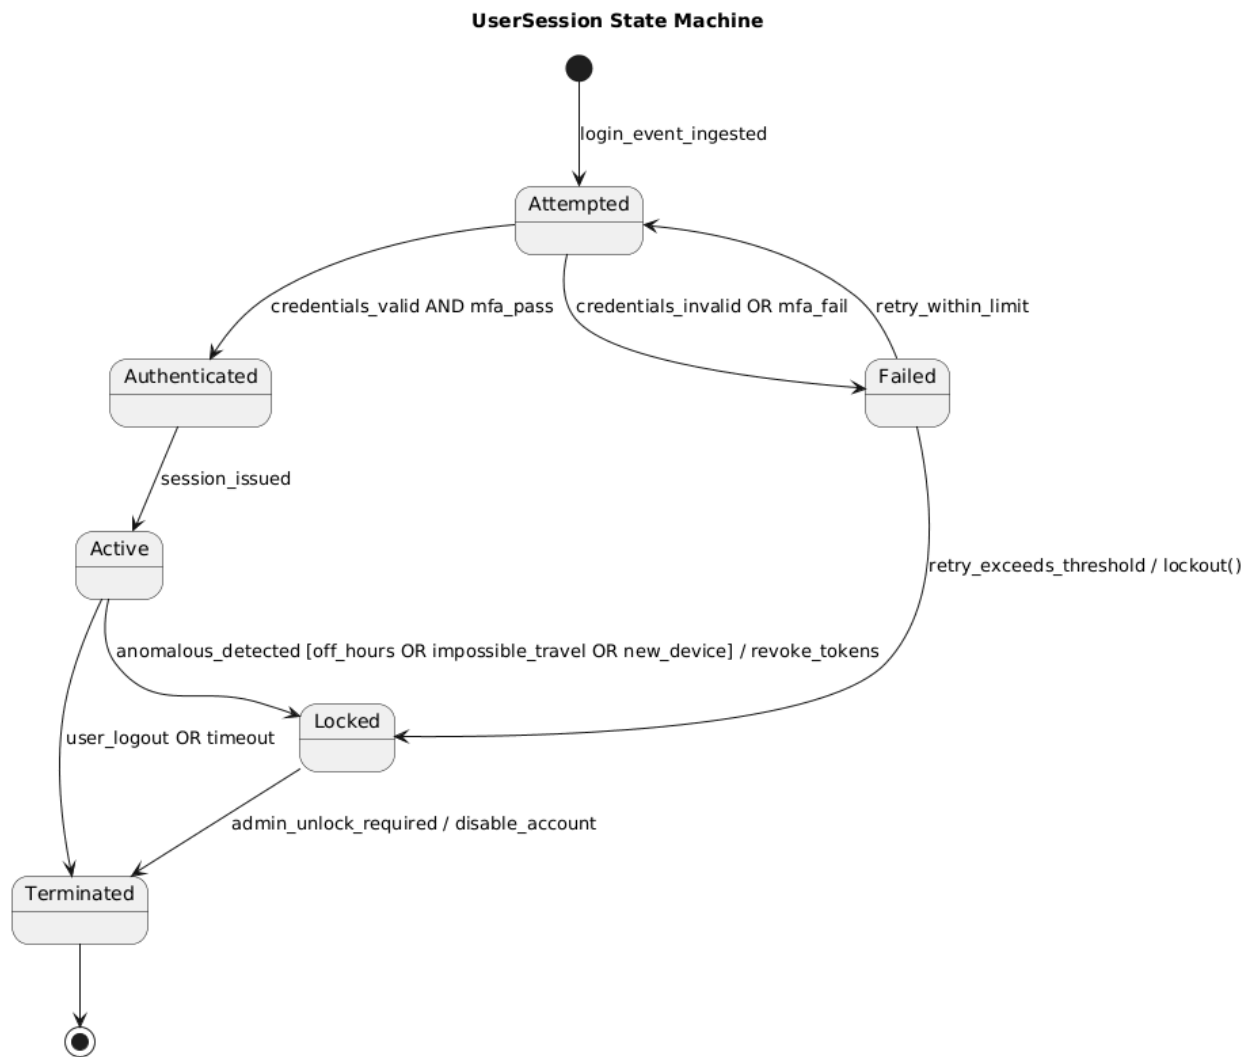 UserSession State Machine
login_event_ingested
Attempted
credentials_valid AND mfa_pass
credentials_invalid OR mfa_fail
retry_within_limit
Authenticated
Failed
session_issued
Active
retry_exceeds_threshold / lockout()
anomalous_detected [off_hours OR impossible_travel OR new_device] / revoke_tokens
Locked
user_logout OR timeout
admin_unlock_required / disable_account
Terminated